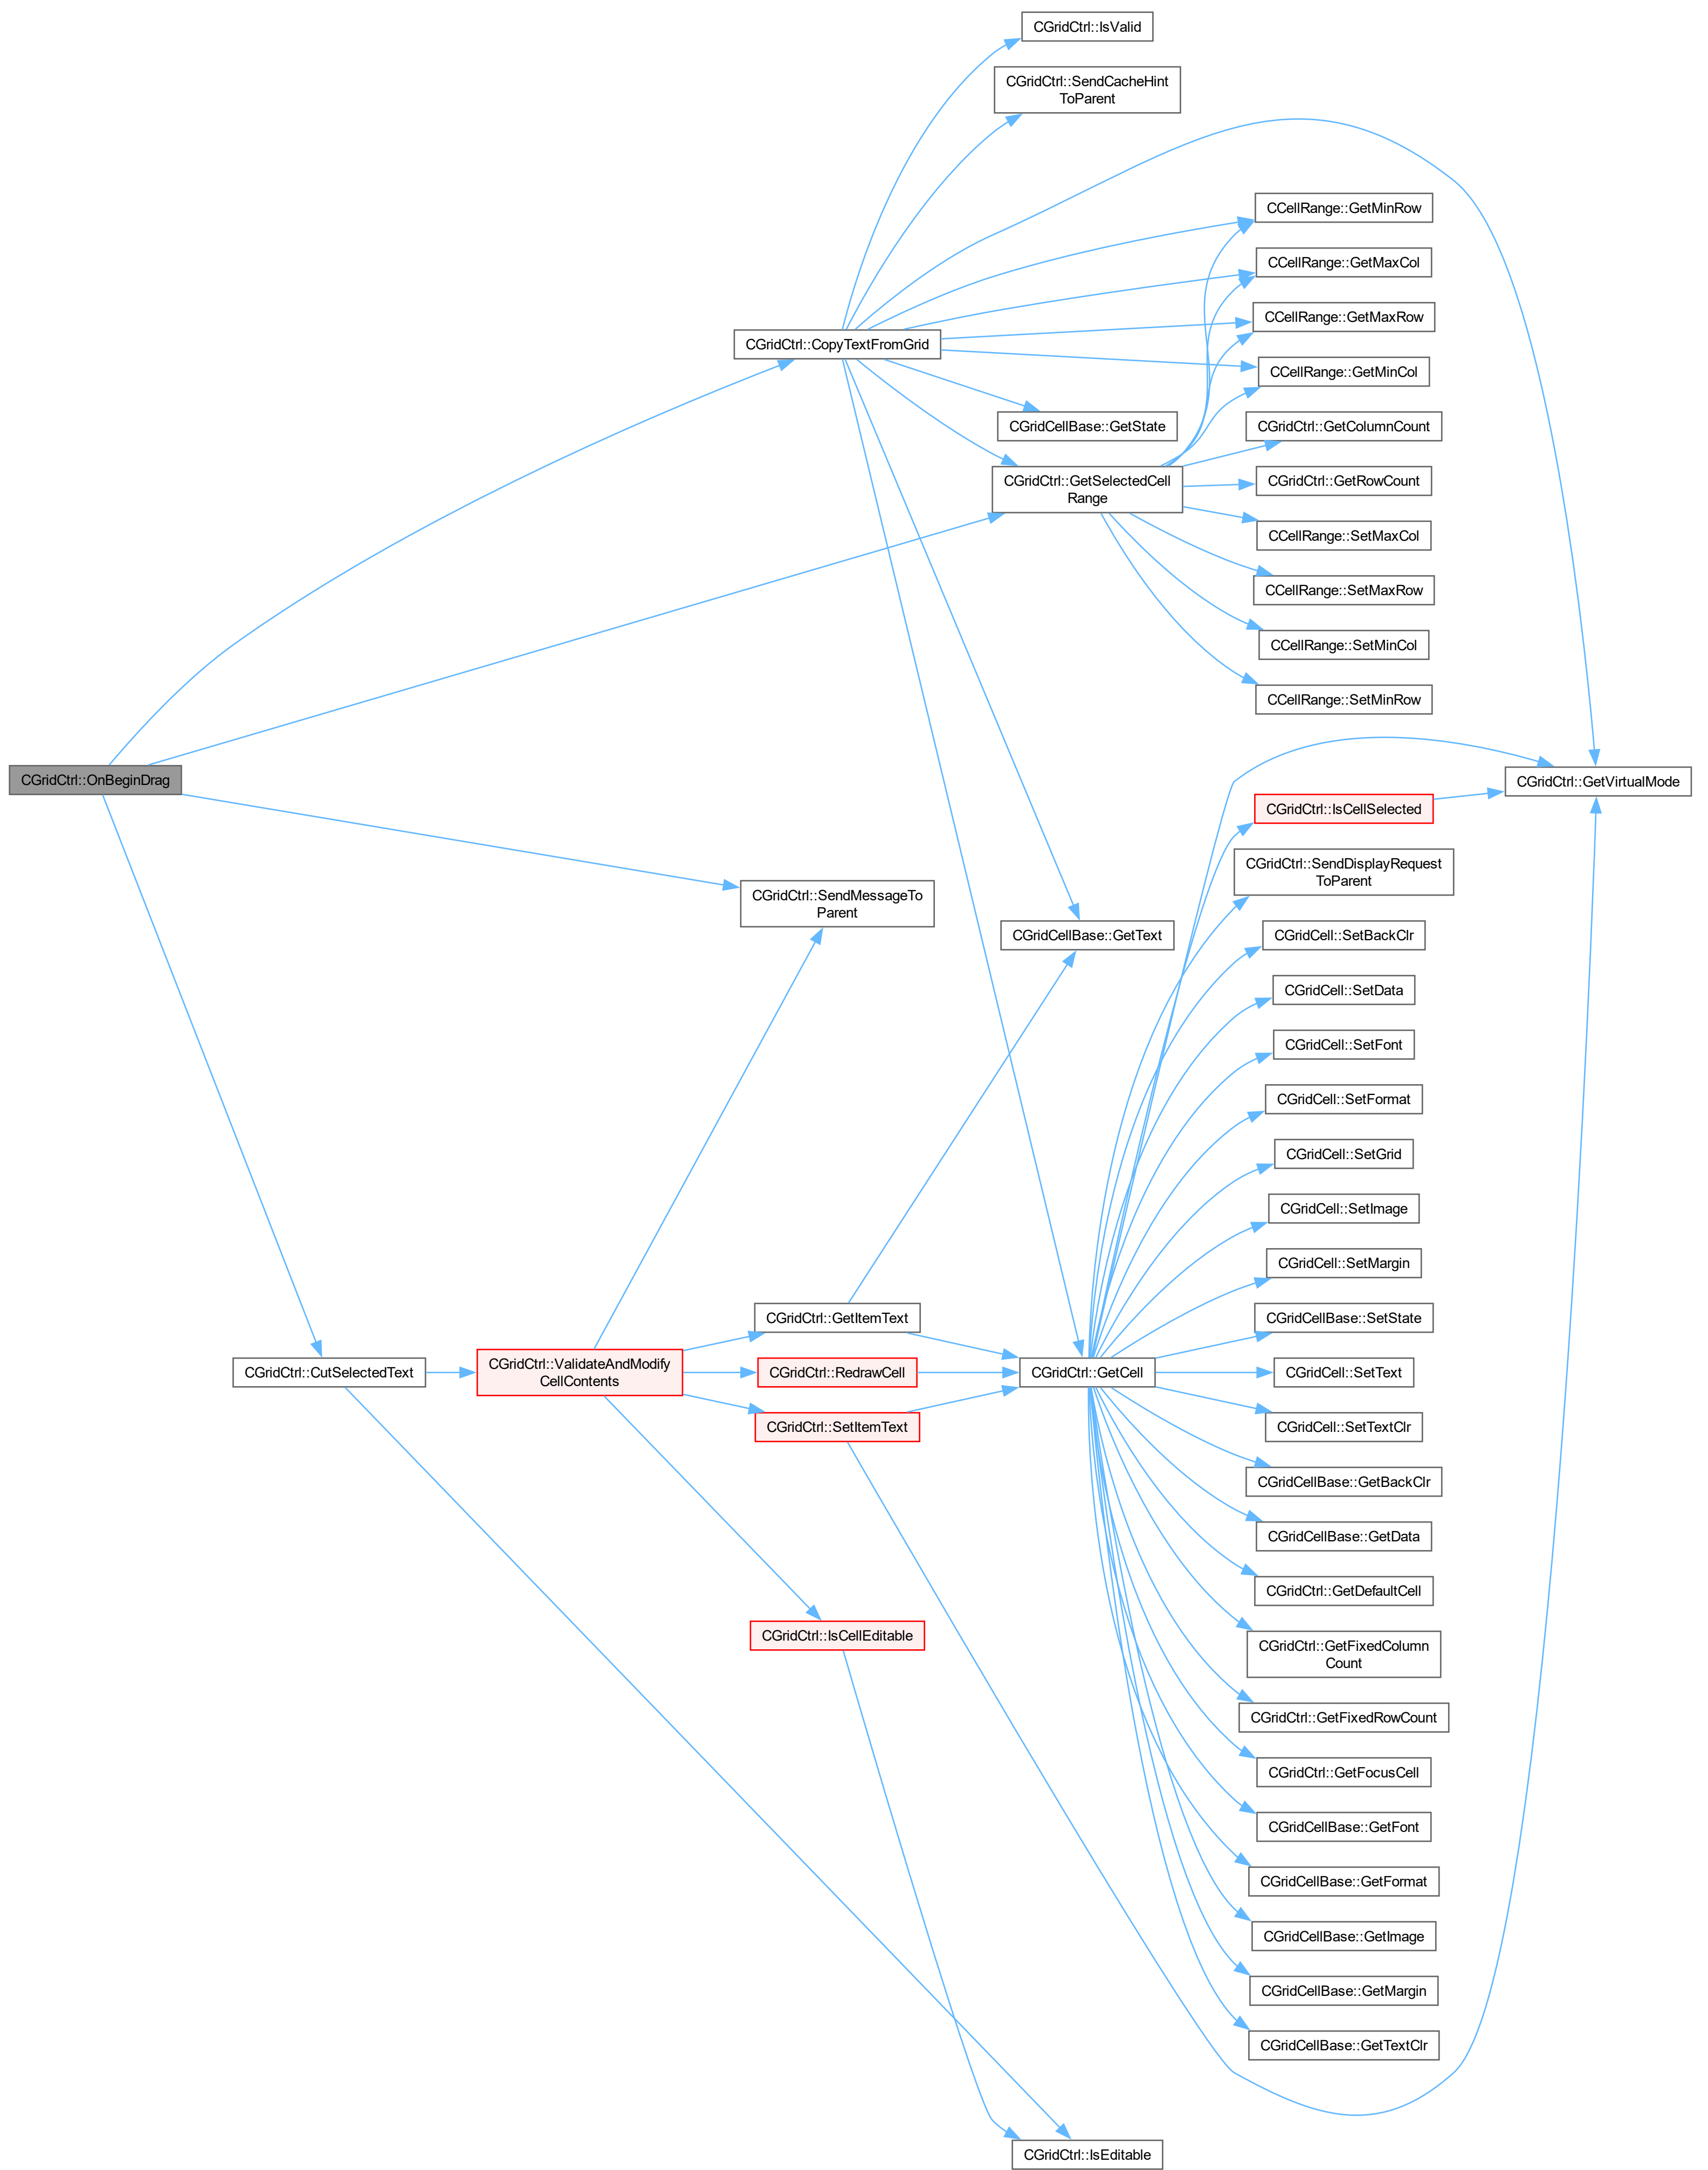 CGridCtrl::IsValid
CGridCtrl::SendCacheHint
ToParent
CCellRange::GetMinRow
CCellRange::GetMaxCol
CCellRange::GetMaxRow
CGridCtrl::CopyTextFromGrid
CCellRange::GetMinCol
CGridCellBase::GetState
CGridCtrl::GetColumnCount
CGridCtrl::GetSelectedCell
Range
CGridCtrl::GetRowCount
CCellRange::SetMaxCol
CCellRange::SetMaxRow
CCellRange::SetMinCol
CCellRange::SetMinRow
CGridCtrl::OnBeginDrag
CGridCtrl::GetVirtualMode
CGridCtrl::IsCellSelected
CGridCtrl::SendDisplayRequest
ToParent
CGridCtrl::SendMessageTo
Parent
CGridCellBase::GetText
CGridCell::SetBackClr
CGridCell::SetData
CGridCell::SetFont
CGridCell::SetFormat
CGridCell::SetGrid
CGridCell::SetImage
CGridCell::SetMargin
CGridCtrl::GetItemText
CGridCellBase::SetState
CGridCtrl::CutSelectedText
CGridCtrl::ValidateAndModify
CellContents
CGridCtrl::RedrawCell
CGridCtrl::GetCell
CGridCell::SetText
CGridCtrl::SetItemText
CGridCell::SetTextClr
CGridCellBase::GetBackClr
CGridCellBase::GetData
CGridCtrl::GetDefaultCell
CGridCtrl::IsCellEditable
CGridCtrl::GetFixedColumn
Count
CGridCtrl::GetFixedRowCount
CGridCtrl::GetFocusCell
CGridCellBase::GetFont
CGridCellBase::GetFormat
CGridCellBase::GetImage
CGridCellBase::GetMargin
CGridCellBase::GetTextClr
CGridCtrl::IsEditable